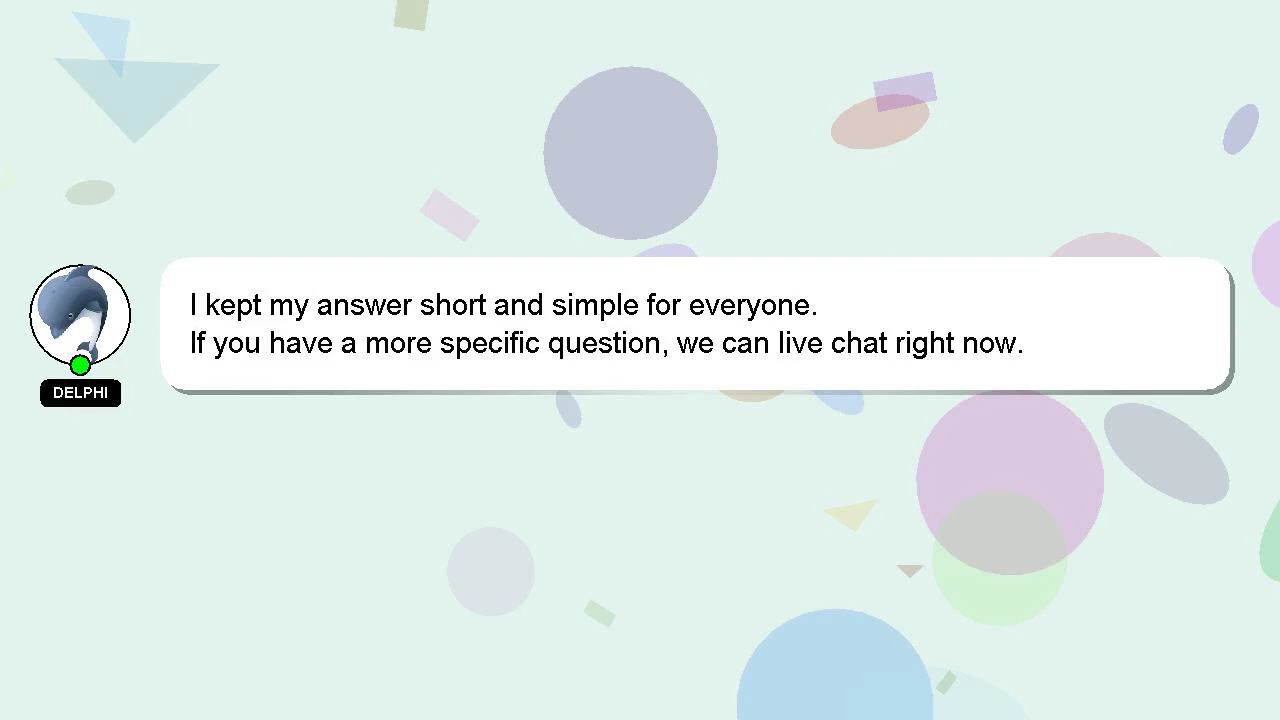 I kept my answer short and simple for everyone.
If you have a more specific question, we can live chat right now.
DELPHI